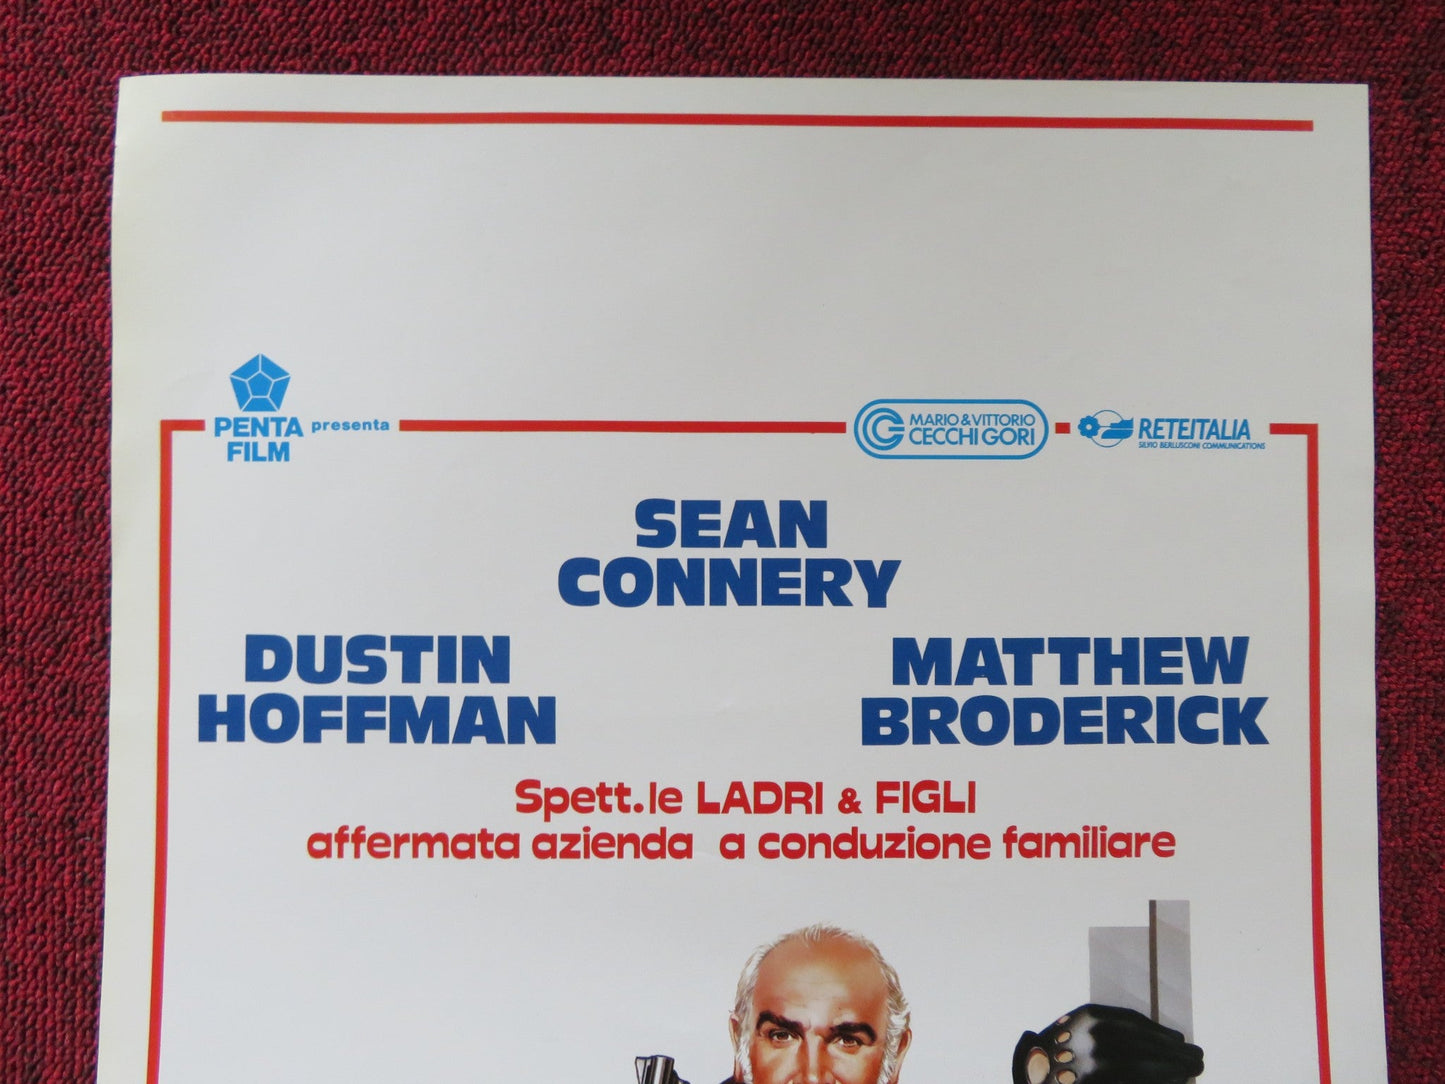 PENTA
FILM
presenta
MARIO & VITTORIO
CECCHI GORI
RETEITALIA
SILVIO BERLUSCONI COMMUNICATIONS
SEAN
CONNERY
DUSTIN
HOFFMAN
MATTHEW
BRODERICK
Spett.le LADRI & FIGLI
affermata azienda a conduzione familiare